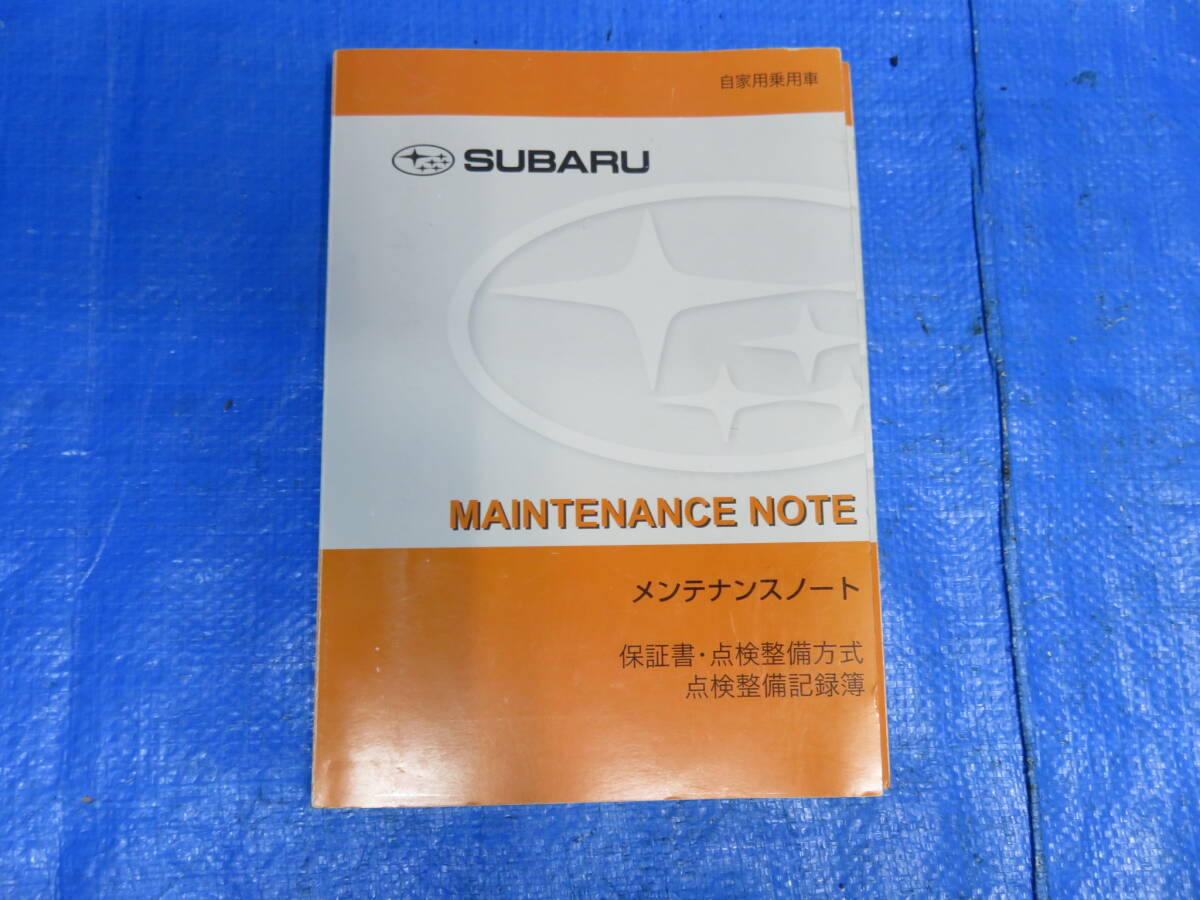 自家用乗用車
SUBARU
MAINTENANCE NOTE
メンテナンスノート
保証書・点検整備方式
点検整備記録簿